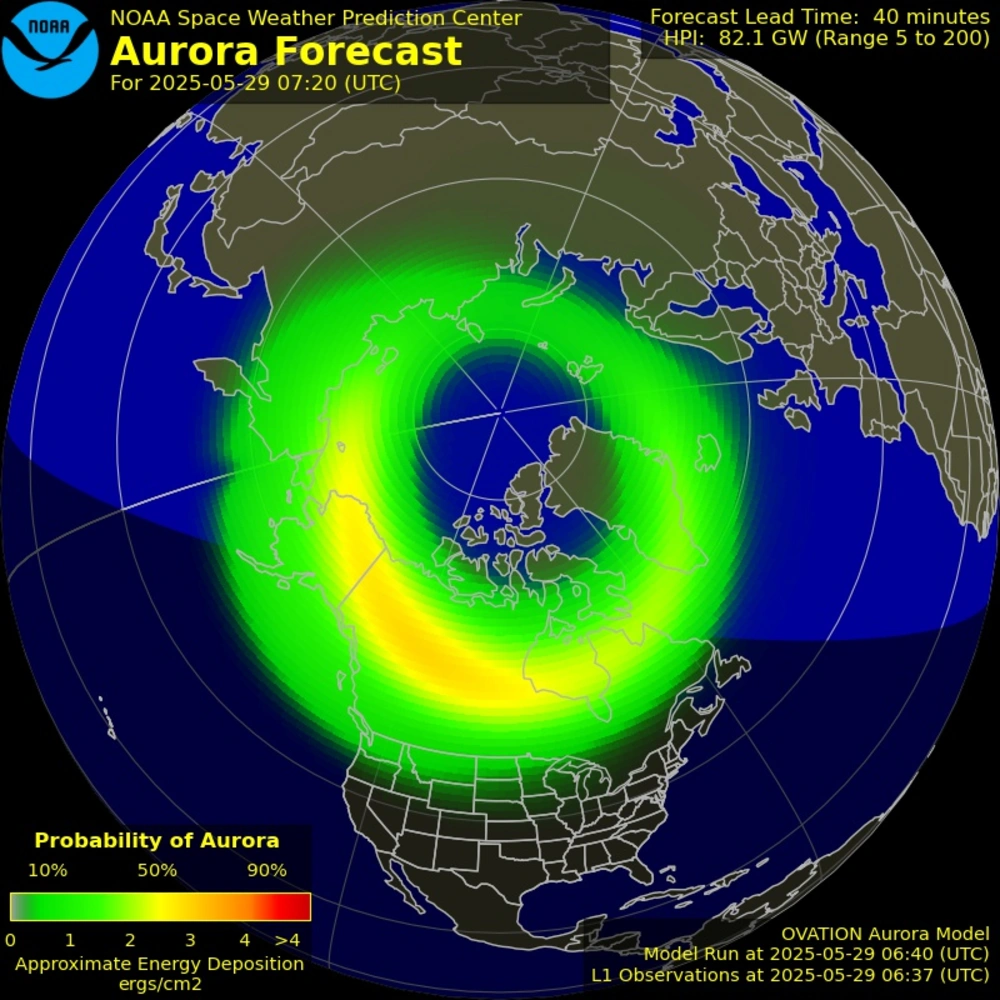 NOAA
NOAA Space Weather Prediction Center
Aurora Forecast
For 2025-05-29 07:20 (UTC)
Forecast Lead Time: 40 minutes
HPI: 82.1 GW (Range 5 to 200)
Probability of Aurora
10% 50% 90%
0 1 2 3 4 >4
Approximate Energy Deposition
ergs/cm2
OVATION Aurora Model
Model Run at 2025-05-29 06:40 (UTC)
L1 Observations at 2025-05-29 06:37 (UTC)